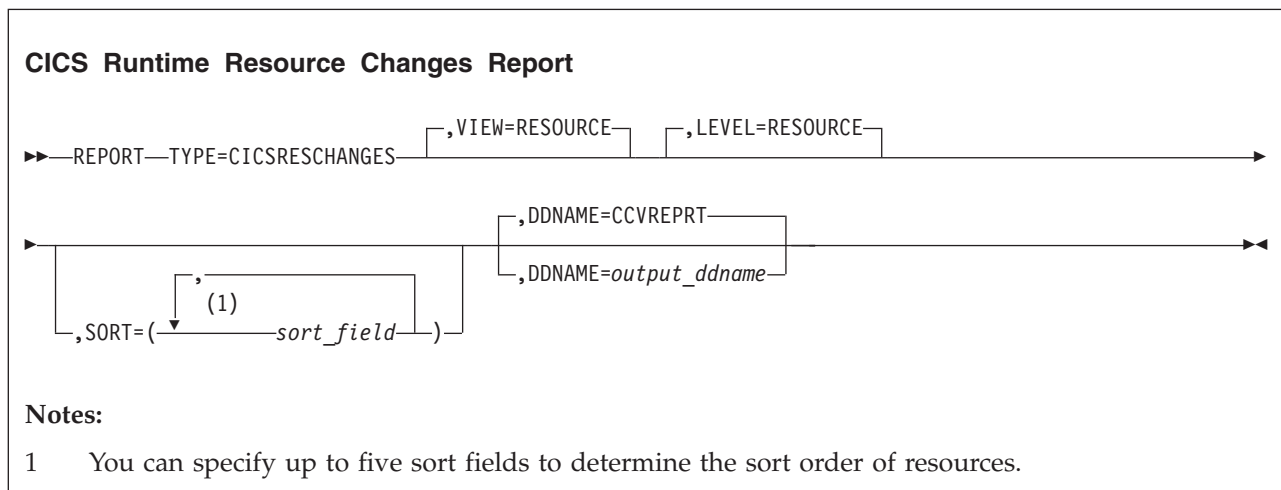 CICS Runtime Resource Changes Report
,VIEW=RESOURCE ,LEVEL=RESOURCE
REPORT TYPE=CICSRESCHANGES
,DDNAME=CCVREPRT
,DDNAME=output_ddname
,
(1)
,SORT=( sort_field )
Notes:
1 You can specify up to five sort fields to determine the sort order of resources.